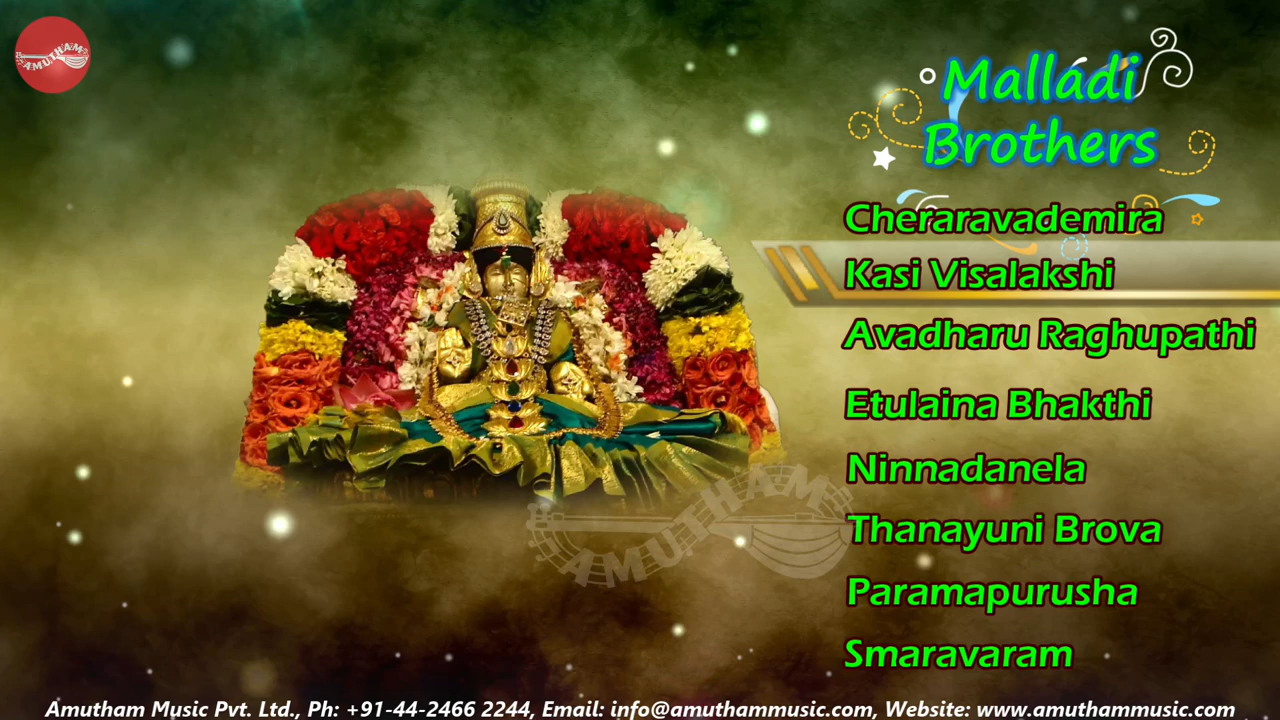 AMUTHAM
Malladi
Brothers
Cheraravademira
Kasi Visalakshi
Avadharu Raghupathi
Etulaina Bhakthi
Ninnadanela
Thanayuni Brova
Paramapurusha
Smaravaram
AMUTHAM
Amutham Music Pvt. Ltd., Ph: +91-44-2466 2244, Email: info@amuthammusic.com, Website: www.amuthammusic.com